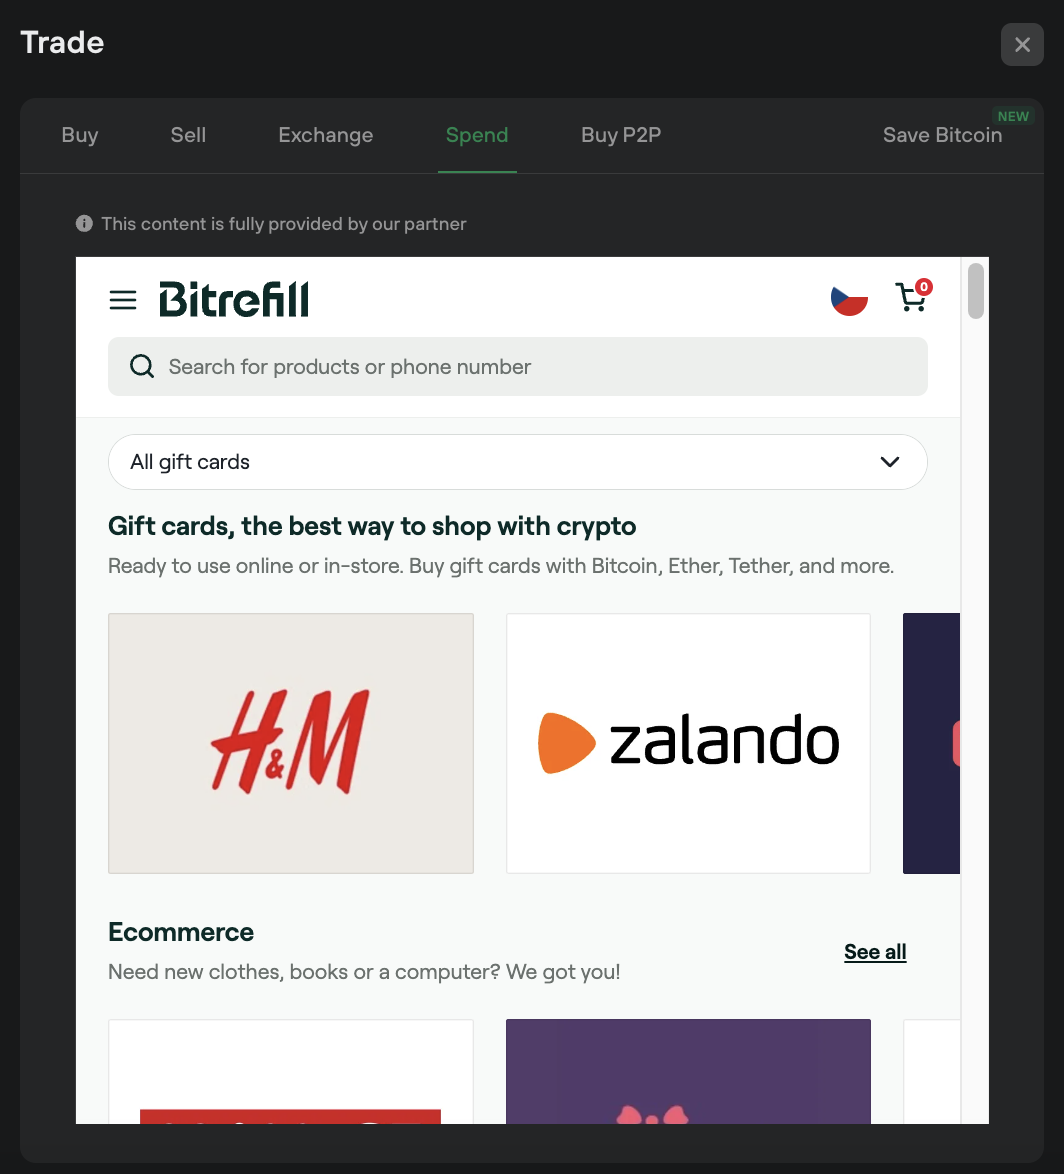 Trade
Buy
Sell
Exchange
Spend
Buy P2P
Save Bitcoin
NEW
This content is fully provided by our partner
Bitrefill
0
Search for products or phone number
All gift cards
Gift cards, the best way to shop with crypto
Ready to use online or in-store. Buy gift cards with Bitcoin, Ether, Tether, and more.
H&M
zalando
Ecommerce
See all
Need new clothes, books or a computer? We got you!